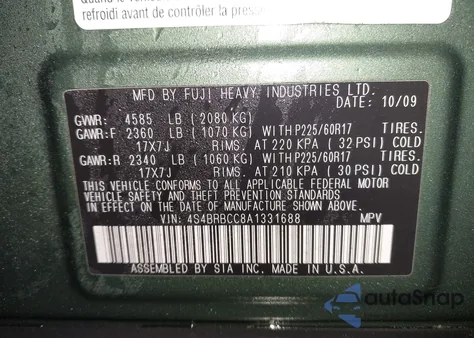 refroidi avant de contrôler la pression
MFD BY FUJI HEAVY INDUSTRIES LTD.
DATE: 10/09
GVWR: 4585 LB (2080 KG)
GAWR:F 2360 LB (1070 KG) WITH P225/60R17 TIRES.
17X7J RIMS. AT 220 KPA (32 PSI) COLD
GAWR:R 2340 LB (1060 KG) WITH P225/60R17 TIRES.
17X7J RIMS. AT 210 KPA (30 PSI) COLD
THIS VEHICLE CONFORMS TO ALL APPLICABLE FEDERAL MOTOR
VEHICLE SAFETY AND THEFT PREVENTION STANDARDS
IN EFFECT ON THE DATE OF MANUFACTURE SHOWN ABOVE.
VIN: 4S4BRBCC8A1331688 MPV
ASSEMBLED BY SIA INC. MADE IN U.S.A.
autoSnap